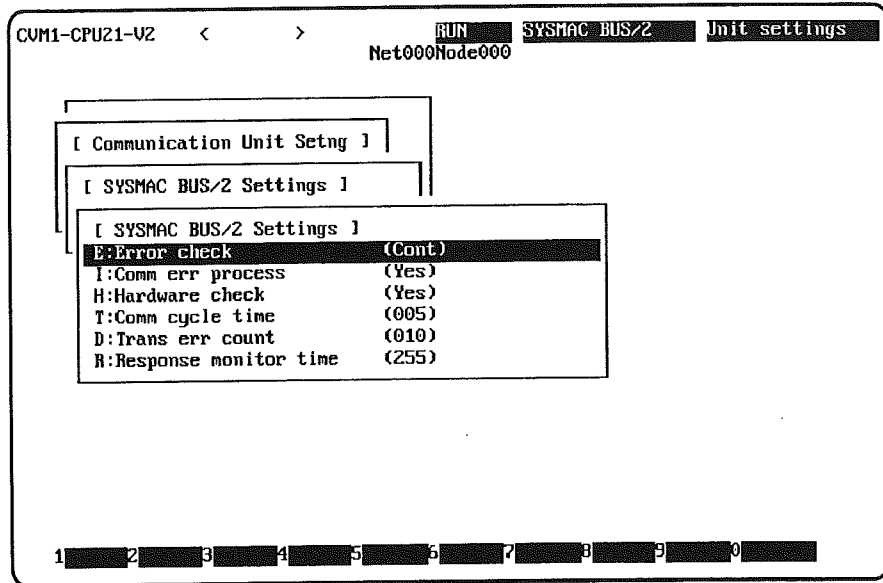 CVM1-CPU21-V2 < > RUN SYSMAC BUS/2 Unit settings
Net000Node000
[ Communication Unit Setng ]
[ SYSMAC BUS/2 Settings ]
[ SYSMAC BUS/2 Settings ]
E:Error check (Cont)
I:Comm err process (Yes)
H:Hardware check (Yes)
T:Comm cycle time (005)
D:Trans err count (010)
R:Response monitor time (255)
1 2 3 4 5 6 7 8 9 0